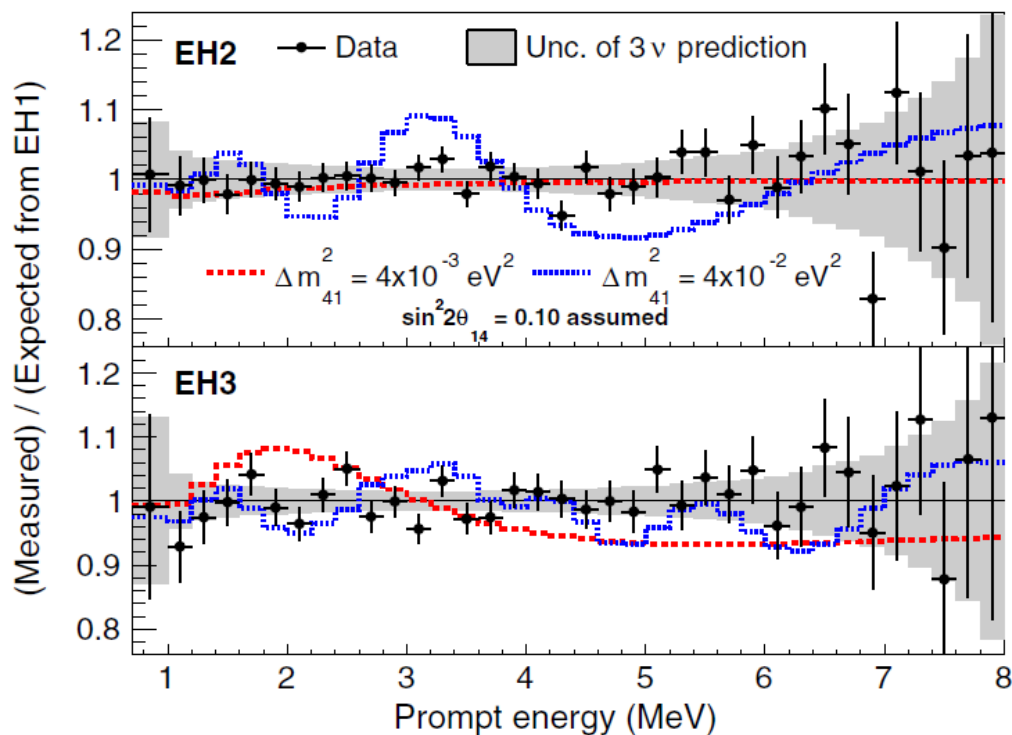 (Measured) / (Expected from EH1)
EH2
Data
Unc. of 3 ν prediction
1.2
1.1
1
0.9
0.8
Δm²₄₁ = 4x10⁻³ eV²
Δm²₄₁ = 4x10⁻² eV²
sin²2θ₁₄ = 0.10 assumed
EH3
1.2
1.1
1
0.9
0.8
1 2 3 4 5 6 7 8
Prompt energy (MeV)